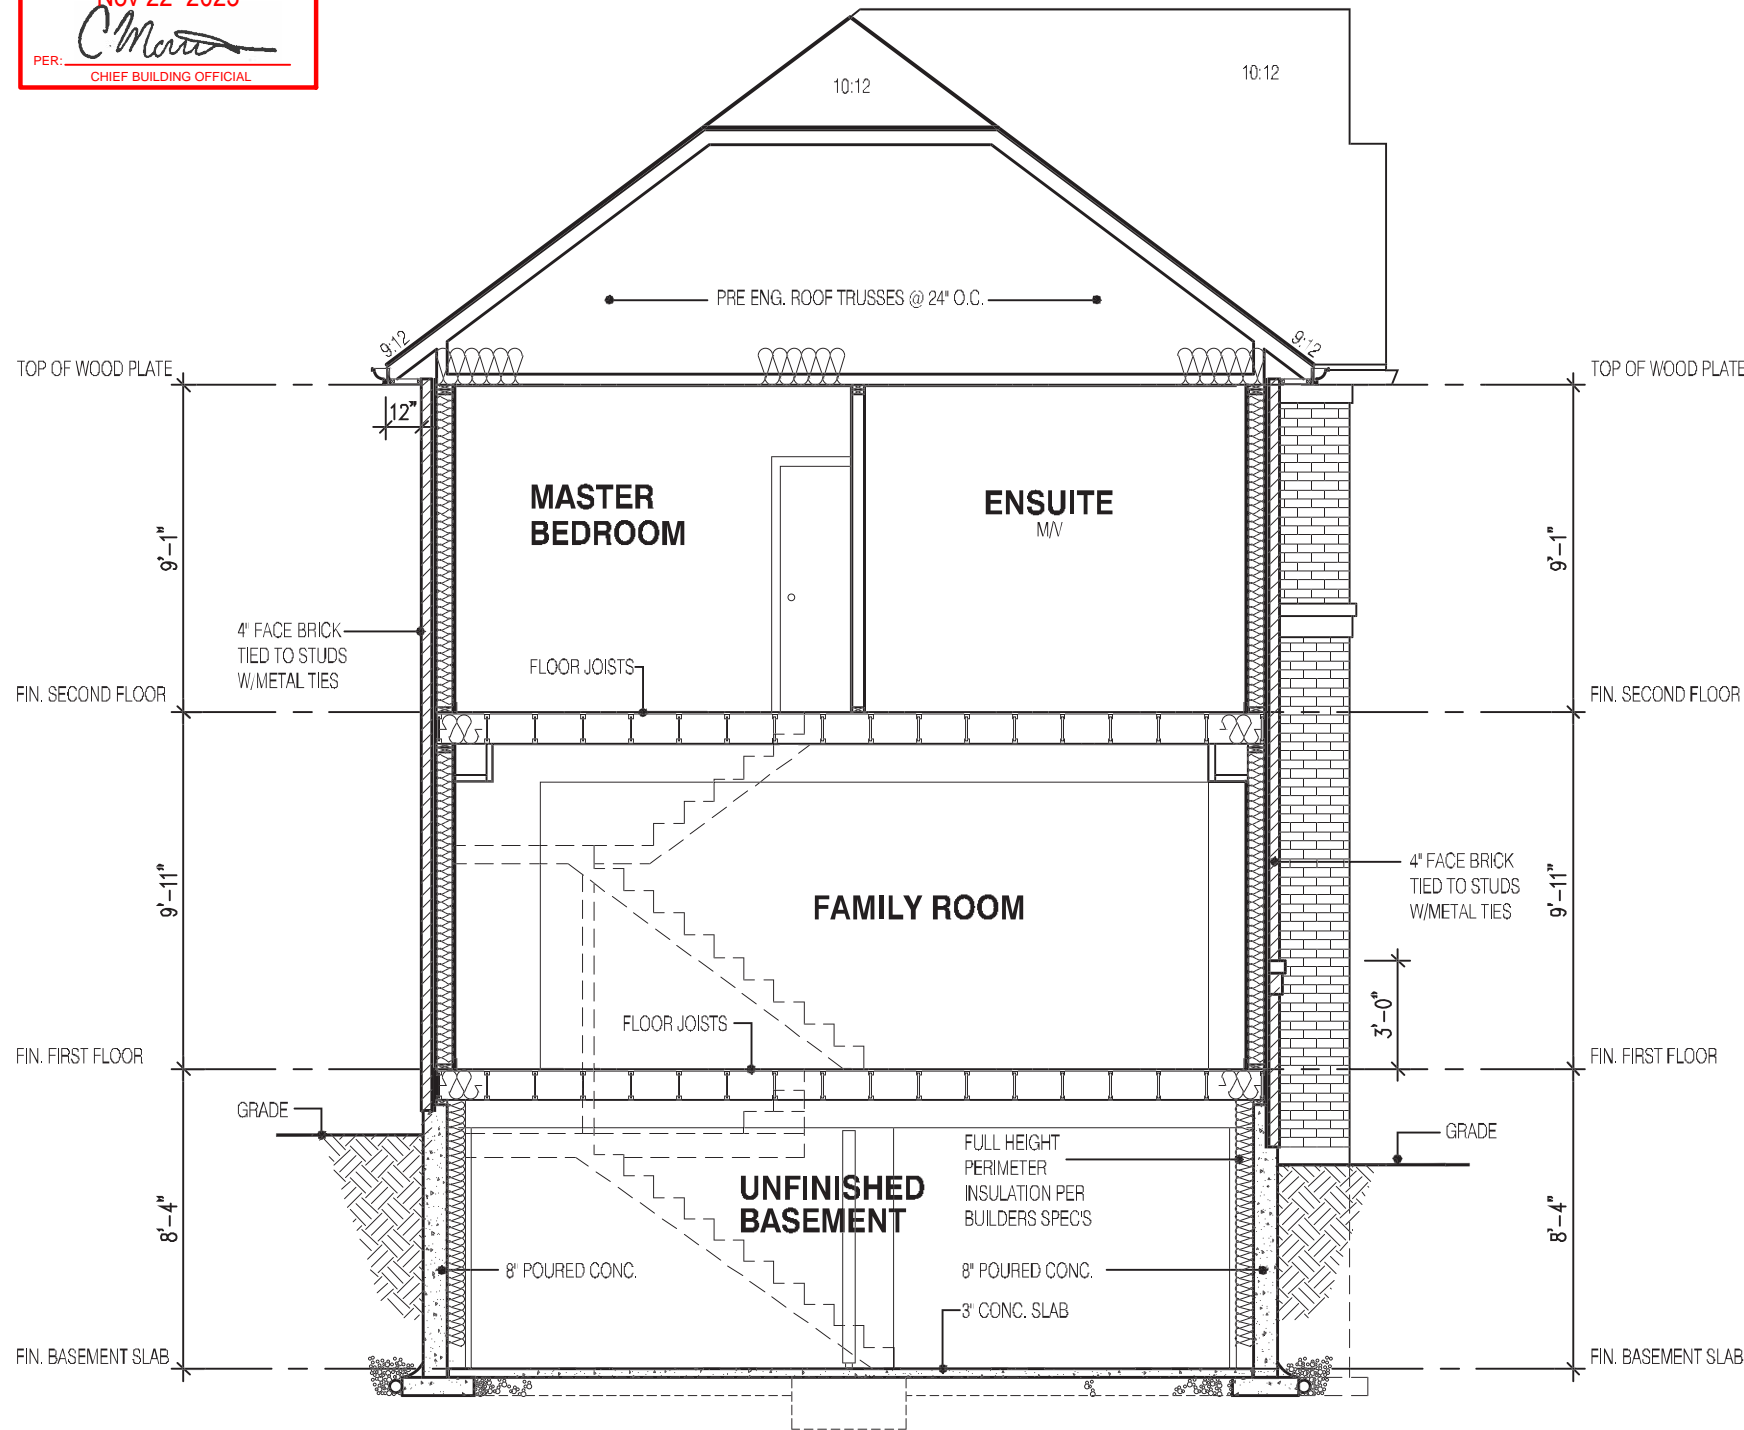 Nov 22 2023
PER:
CHIEF BUILDING OFFICIAL
10:12
10:12
PRE ENG. ROOF TRUSSES @ 24" O.C.
9:12
9:12
TOP OF WOOD PLATE
TOP OF WOOD PLATE
12"
MASTER
BEDROOM
ENSUITE
M/V
9'-1"
9'-1"
4" FACE BRICK
TIED TO STUDS
W/METAL TIES
FLOOR JOISTS
FIN. SECOND FLOOR
FIN. SECOND FLOOR
9'-11"
FAMILY ROOM
4" FACE BRICK
TIED TO STUDS
W/METAL TIES
9'-11"
3'-0"
FLOOR JOISTS
FIN. FIRST FLOOR
FIN. FIRST FLOOR
GRADE
GRADE
FULL HEIGHT
PERIMETER
INSULATION PER
BUILDERS SPEC'S
UNFINISHED
BASEMENT
8'-4"
8'-4"
8" POURED CONC.
8" POURED CONC.
3" CONC. SLAB
FIN. BASEMENT SLAB
FIN. BASEMENT SLAB